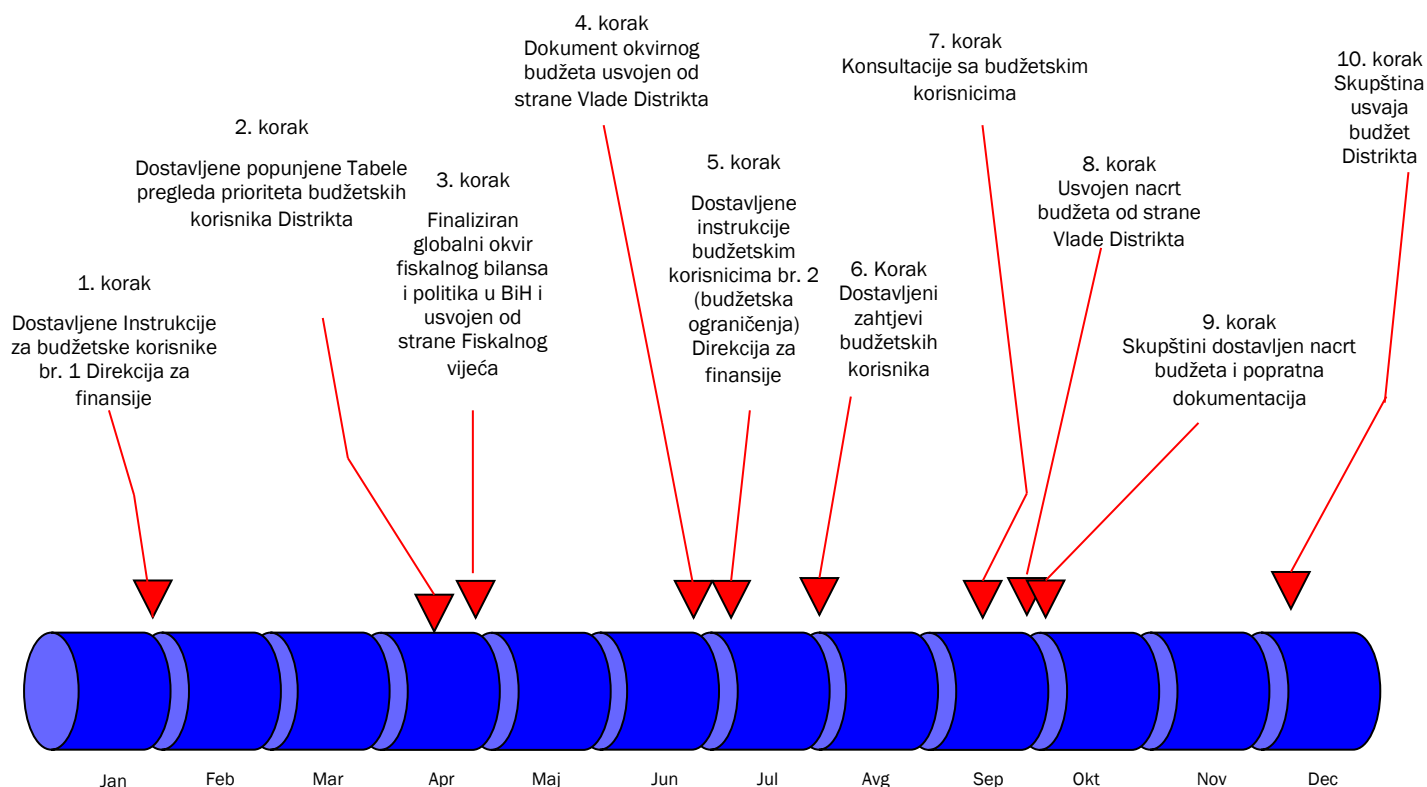 1. korak
Dostavljene Instrukcije
za budžetske korisnike
br. 1 Direkcija za
finansije
2. korak
Dostavljene popunjene Tabele
pregleda prioriteta budžetskih
korisnika Distrikta
3. korak
Finaliziran
globalni okvir
fiskalnog bilansa
i politika u BiH i
usvojen od
strane Fiskalnog
vijeća
4. korak
Dokument okvirnog
budžeta usvojen od
strane Vlade Distrikta
5. korak
Dostavljene
instrukcije
budžetskim
korisnicima br. 2
(budžetska
ograničenja)
Direkcija za
finansije
6. Korak
Dostavljeni
zahtjevi
budžetskih
korisnika
7. korak
Konsultacije sa budžetskim
korisnicima
8. korak
Usvojen nacrt
budžeta od strane
Vlade Distrikta
9. korak
Skupštini dostavljen nacrt
budžeta i popratna
dokumentacija
10. korak
Skupština
usvaja
budžet
Distrikta
Jan
Feb
Mar
Apr
Maj
Jun
Jul
Avg
Sep
Okt
Nov
Dec